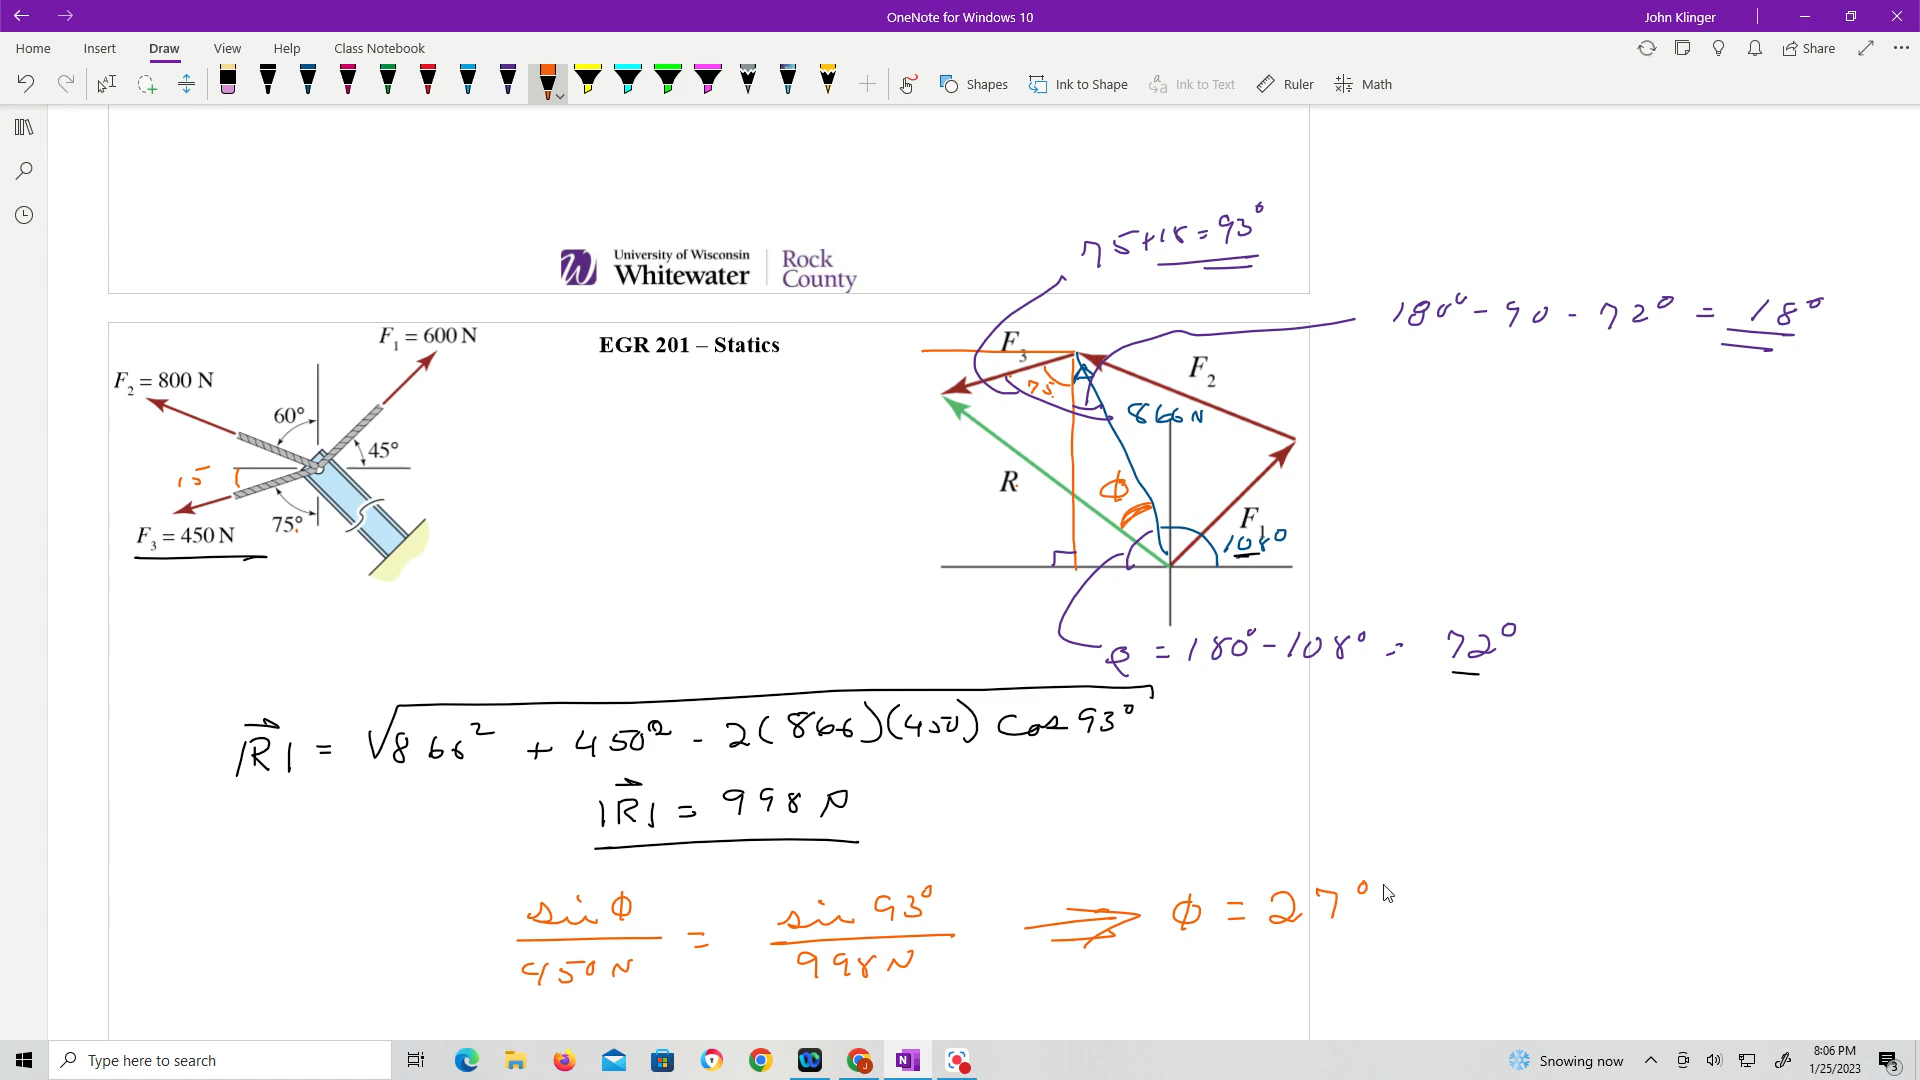 OneNote for Windows 10
John Klinger
Home Insert Draw View Help Class Notebook
Share
Shapes Ink to Shape Ink to Text Ruler Math
University of Wisconsin
Whitewater
Rock
County
75+18=93°
180° - 90 - 72° = 18°
EGR 201 – Statics
F₁ = 600 N
F₂ = 800 N
60°
45°
15
75°
F₃ = 450 N
F₃
F₂
75
866 N
R
ϕ
F₁
108°
= 180° - 108° = 72°
|R| = √866² + 450² - 2(866)(450) cos 93°
|R| = 998 N
sin ϕ / 450 N = sin 93° / 998 N ⇒ ϕ = 27°
Type here to search
Snowing now
8:06 PM
1/25/2023
3